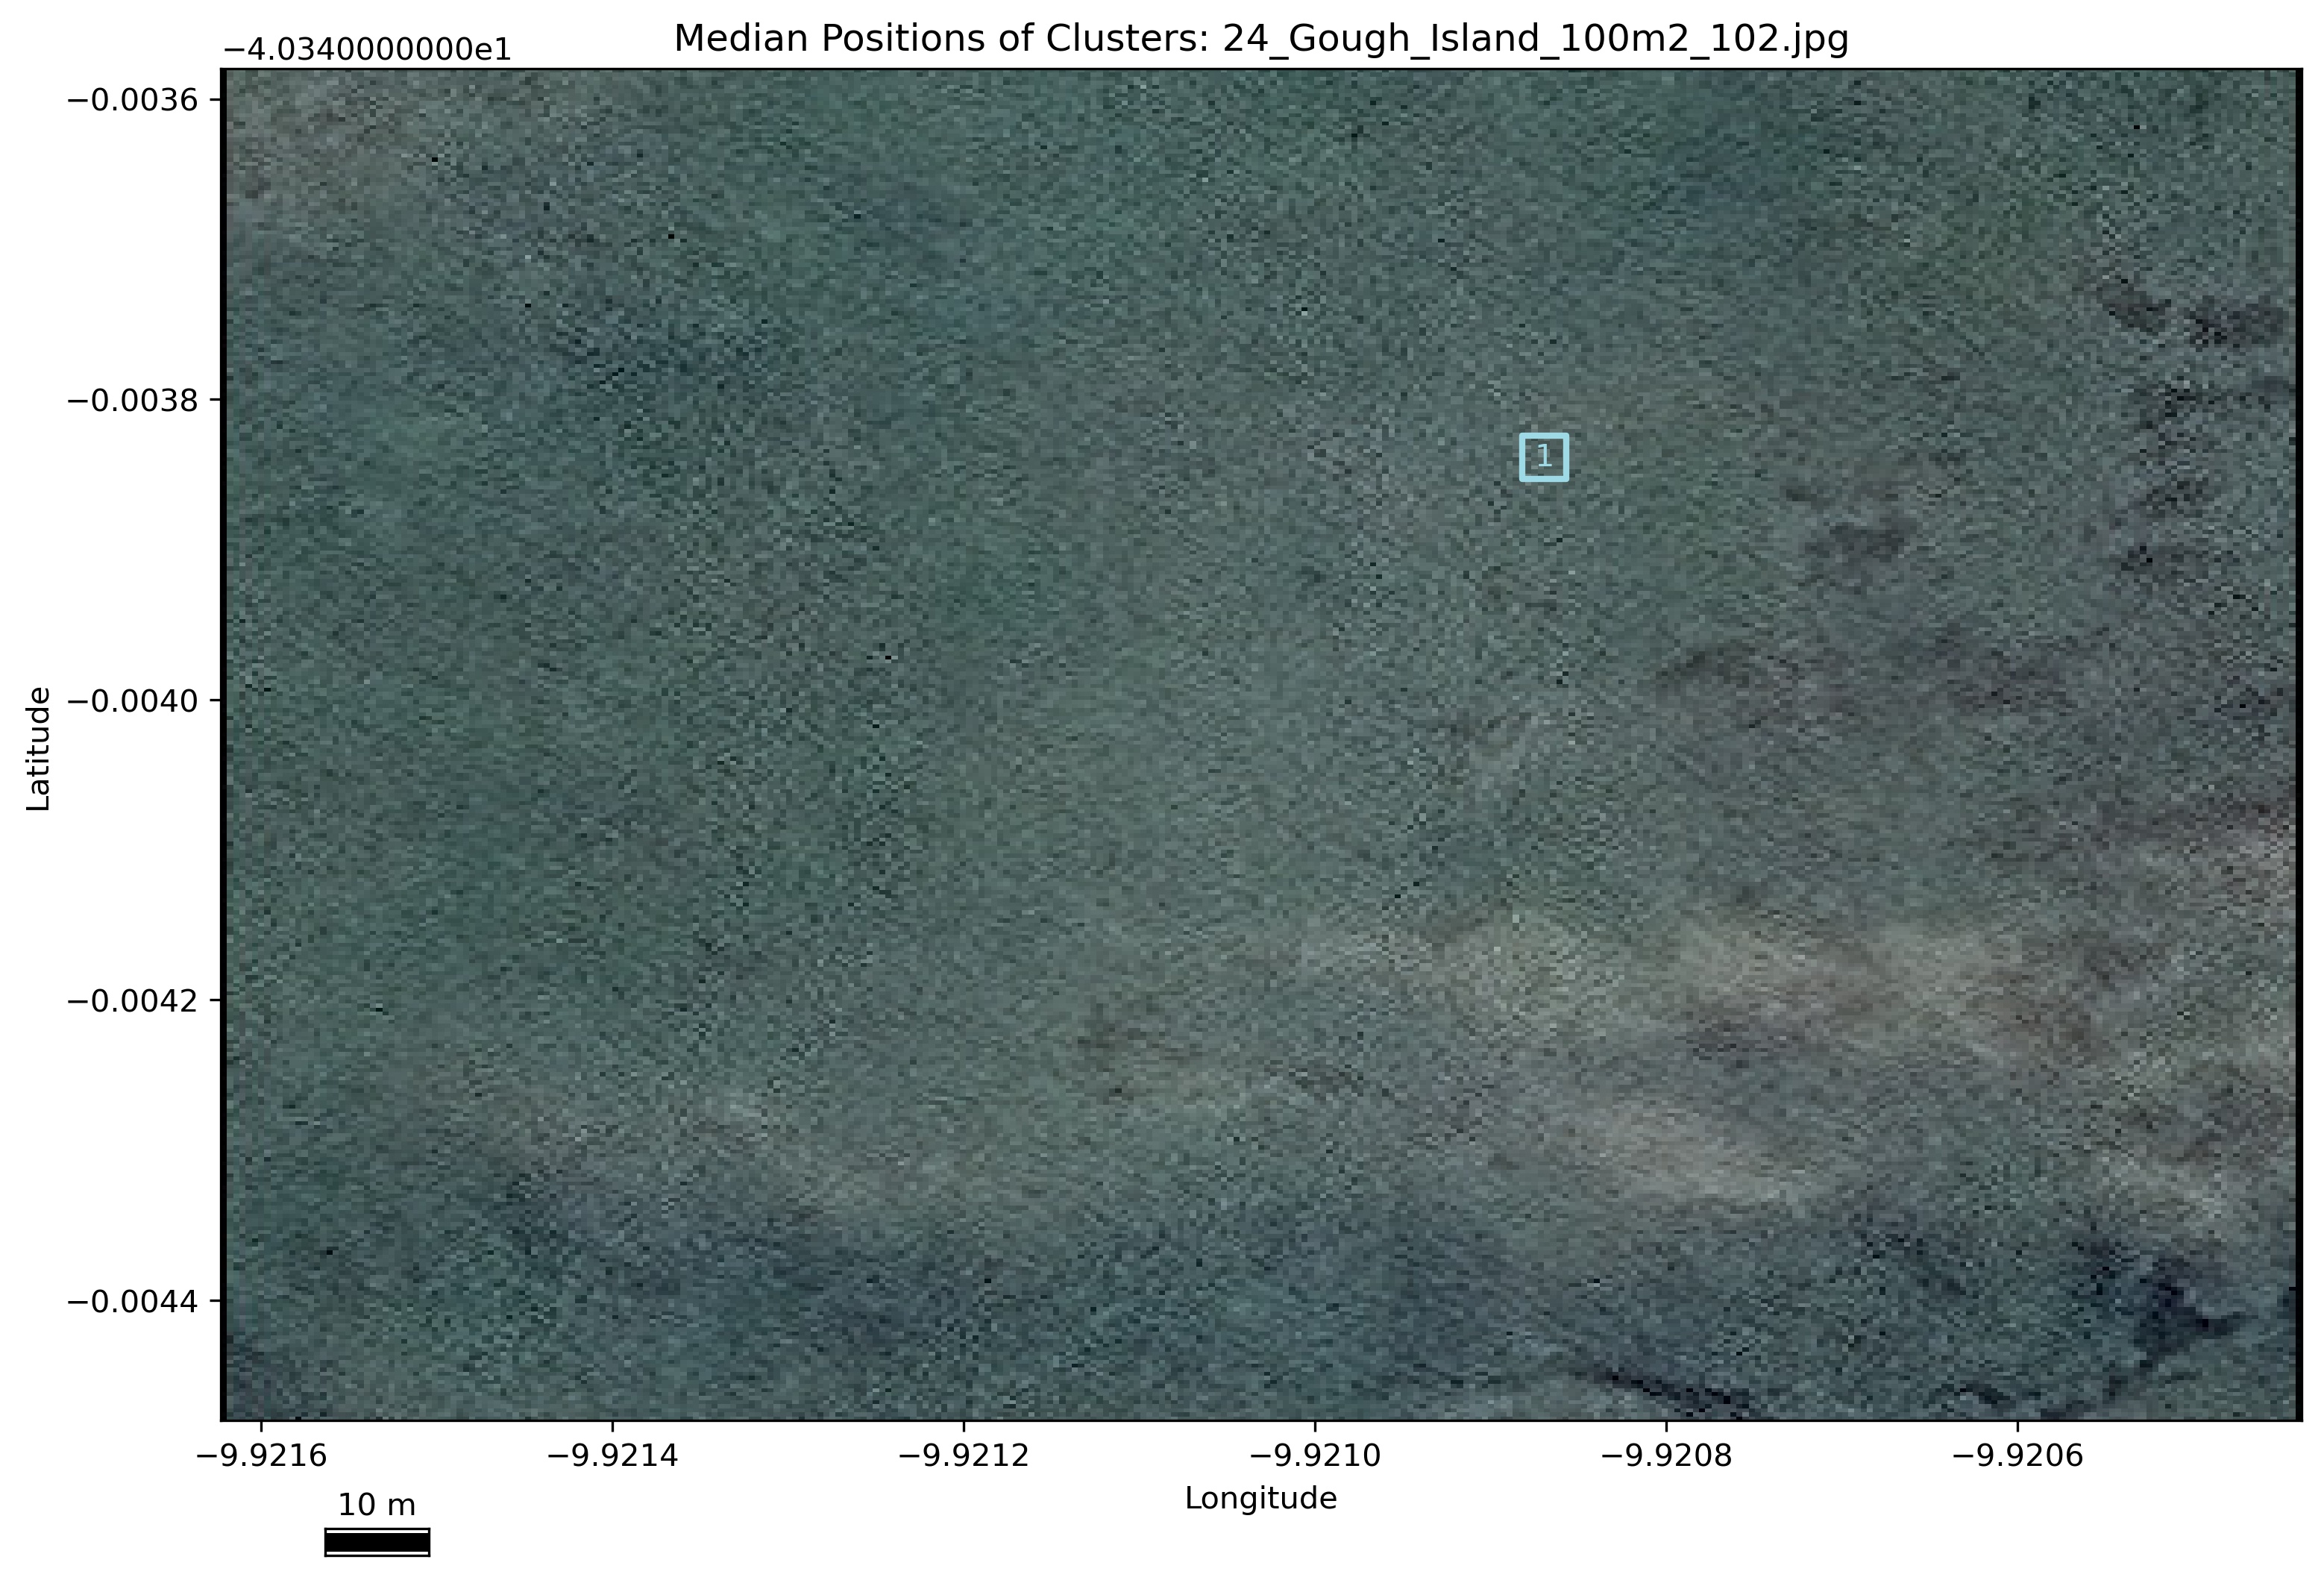 Median Positions of Clusters: 24_Gough_Island_100m2_102.jpg
−4.0340000000e1
−0.0036
−0.0038
−0.0040
−0.0042
−0.0044
Latitude
1
−9.9216
−9.9214
−9.9212
−9.9210
−9.9208
−9.9206
Longitude
10 m